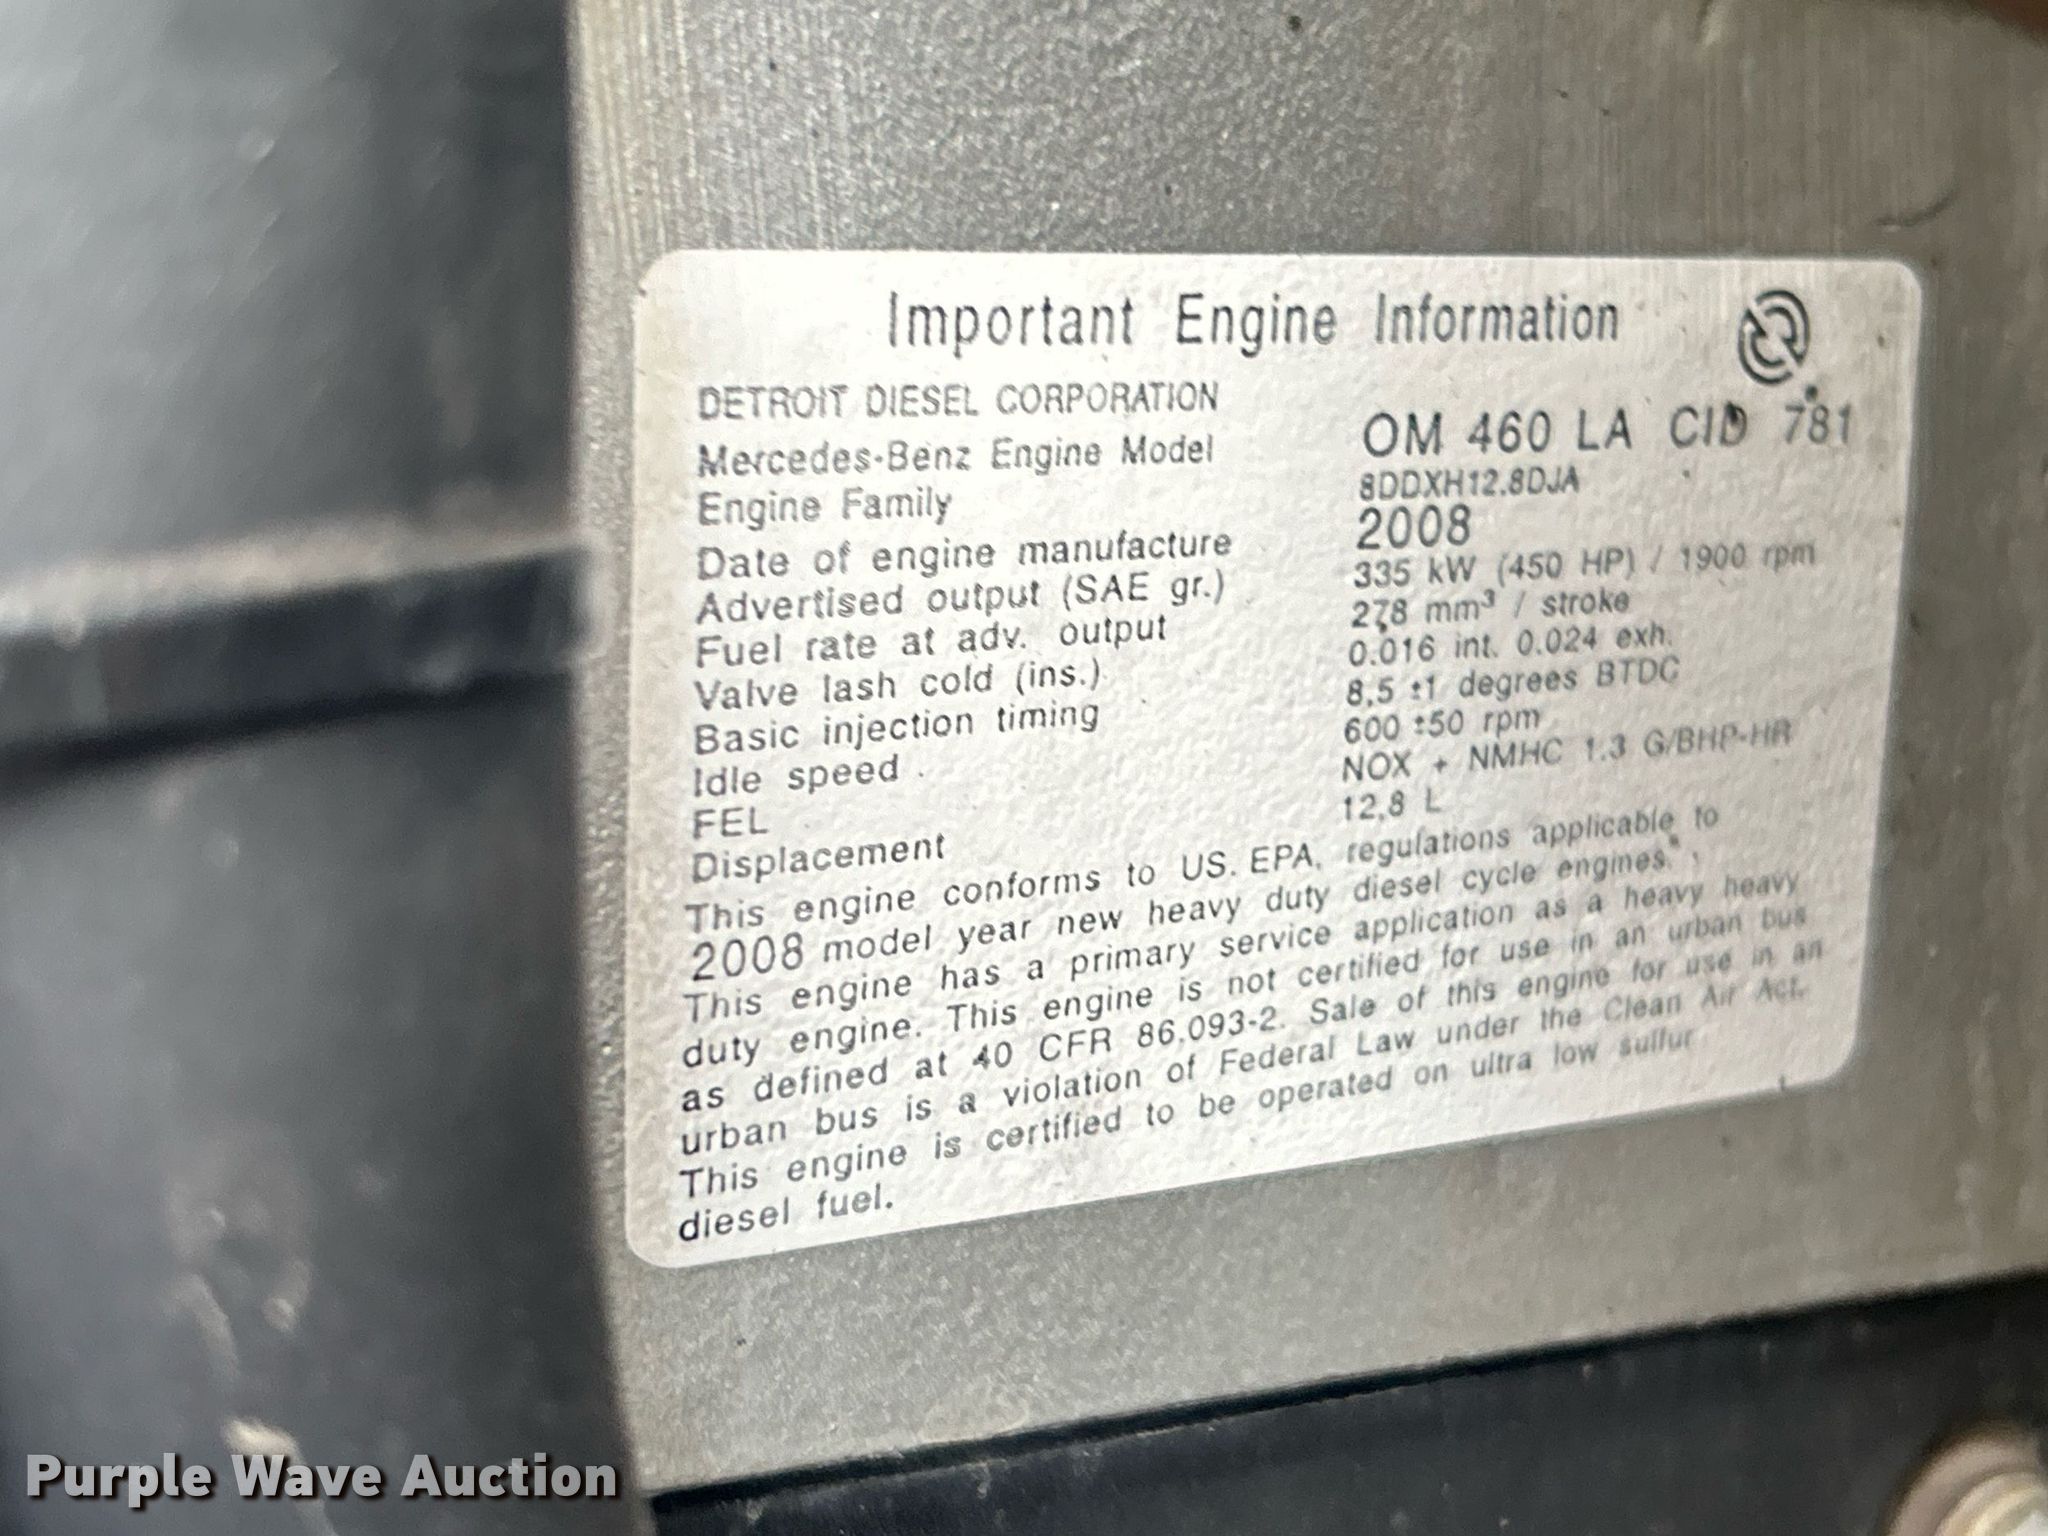 Important Engine Information
DETROIT DIESEL CORPORATION
Mercedes-Benz Engine Model OM 460 LA CID 781
Engine Family 8DDXH12.8DJA
Date of engine manufacture 2008
Advertised output (SAE gr.) 335 kW (450 HP) / 1900 rpm
Fuel rate at adv. output 278 mm³ / stroke
Valve lash cold (ins.) 0.016 int. 0.024 exh.
Basic injection timing 8.5 ±1 degrees BTDC
Idle speed 600 ±50 rpm
FEL NOX + NMHC 1.3 G/BHP-HR
Displacement 12.8 L
This engine conforms to US. EPA. regulations applicable to
2008 model year new heavy duty diesel cycle engines.
This engine has a primary service application as a heavy heavy
duty engine. This engine is not certified for use in an urban bus
as defined at 40 CFR 86.093-2. Sale of this engine for use in an
urban bus is a violation of Federal Law under the Clean Air Act.
This engine is certified to be operated on ultra low sulfur
diesel fuel.
Purple Wave Auction